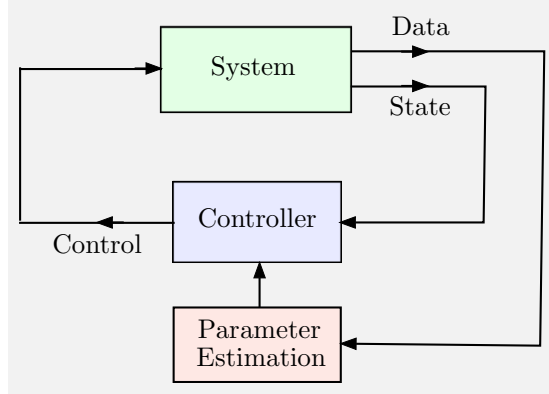 Data
System
State
Controller
Control
Parameter
Estimation